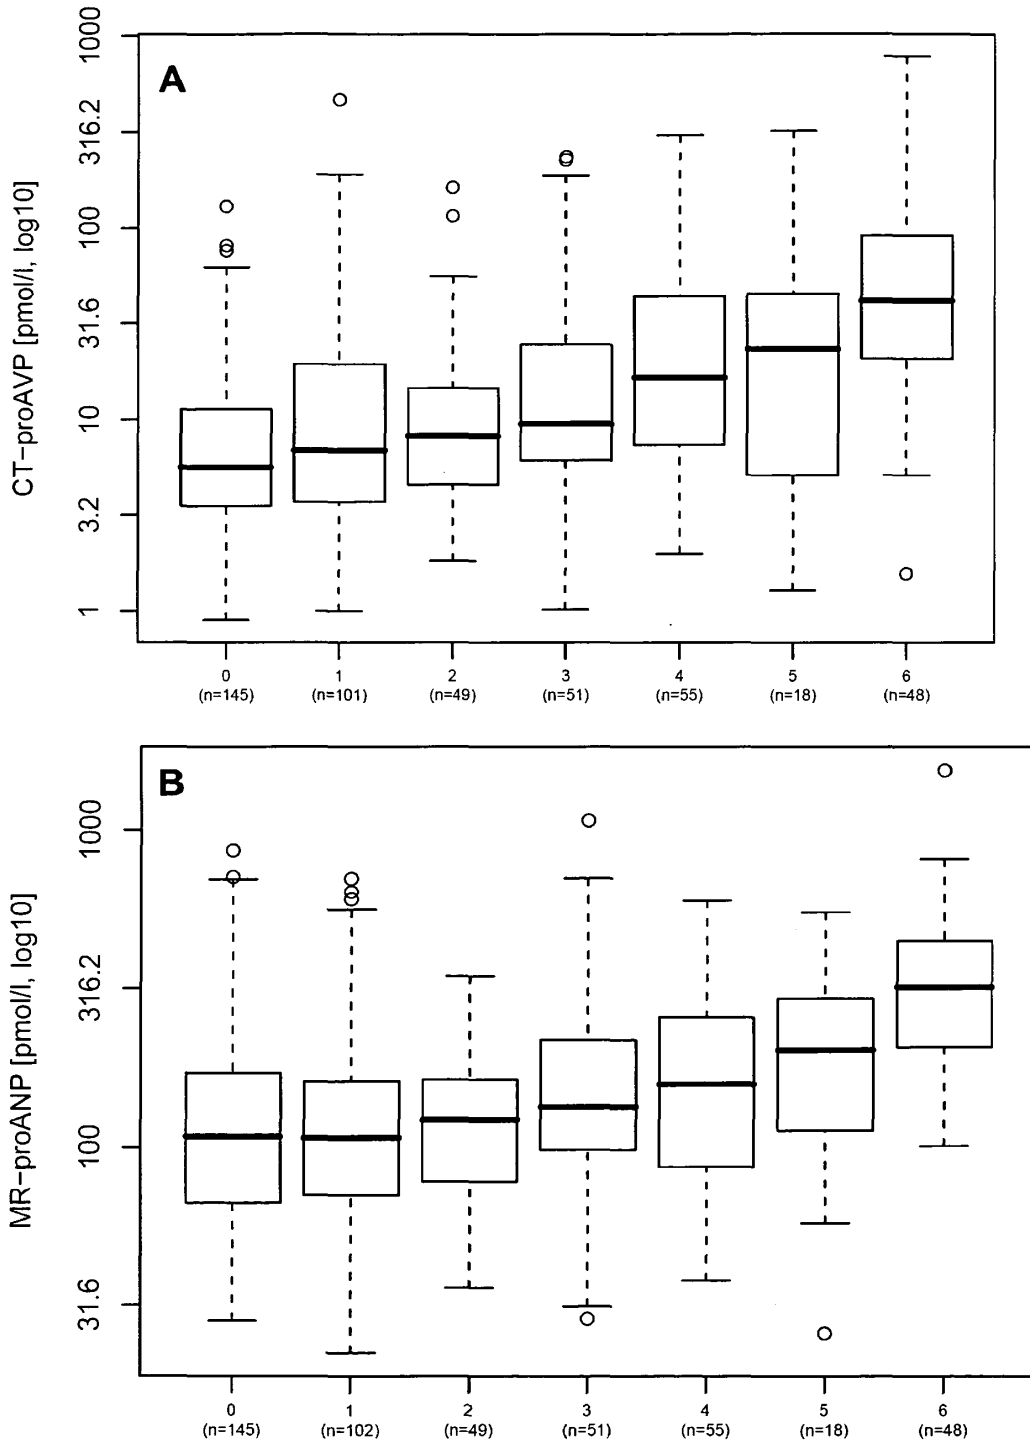 A
CT-proAVP [pmol/l, log10]
1000
316.2
100
31.6
10
3.2
1
0 1 2 3 4 5 6
(n=145) (n=101) (n=49) (n=51) (n=55) (n=18) (n=48)
B
MR-proANP [pmol/l, log10]
1000
316.2
100
31.6
0 1 2 3 4 5 6
(n=145) (n=102) (n=49) (n=51) (n=55) (n=18) (n=48)